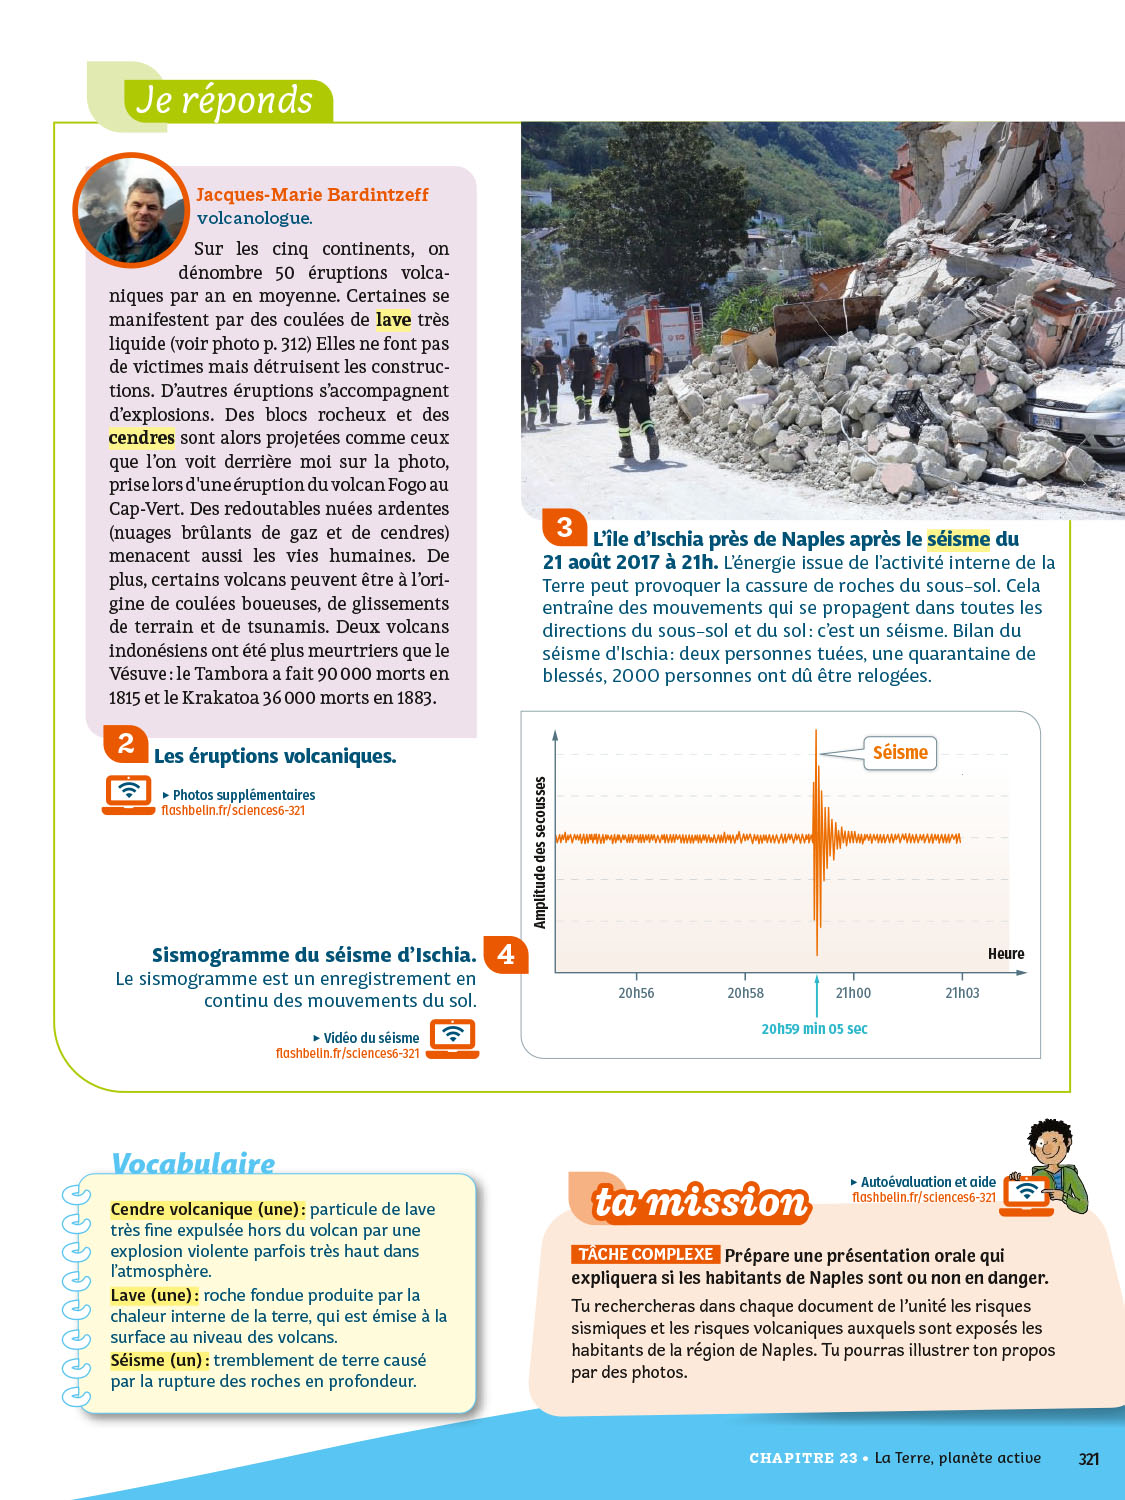 Je réponds
Jacques-Marie Bardintzeff
volcanologue.
Sur les cinq continents, on
dénombre 50 éruptions volca-
niques par an en moyenne. Certaines se
manifestent par des coulées de lave très
liquide (voir photo p. 312) Elles ne font pas
de victimes mais détruisent les construc-
tions. D'autres éruptions s'accompagnent
d'explosions. Des blocs rocheux et des
cendres sont alors projetées comme ceux
que l'on voit derrière moi sur la photo,
prise lors d'une éruption du volcan Fogo au
Cap-Vert. Des redoutables nuées ardentes
(nuages brûlants de gaz et de cendres)
menacent aussi les vies humaines. De
plus, certains volcans peuvent être à l'ori-
gine de coulées boueuses, de glissements
de terrain et de tsunamis. Deux volcans
indonésiens ont été plus meurtriers que le
Vésuve : le Tambora a fait 90 000 morts en
1815 et le Krakatoa 36 000 morts en 1883.
2 Les éruptions volcaniques.
▸ Photos supplémentaires
flashbelin.fr/sciences6-321
3 L'île d'Ischia près de Naples après le séisme du
21 août 2017 à 21h. L'énergie issue de l'activité interne de la
Terre peut provoquer la cassure de roches du sous-sol. Cela
entraîne des mouvements qui se propagent dans toutes les
directions du sous-sol et du sol : c'est un séisme. Bilan du
séisme d'Ischia : deux personnes tuées, une quarantaine de
blessés, 2000 personnes ont dû être relogées.
Sismogramme du séisme d'Ischia. 4
Le sismogramme est un enregistrement en
continu des mouvements du sol.
▸ Vidéo du séisme
flashbelin.fr/sciences6-321
Amplitude des secousses
Séisme
Heure
20h56 20h58 21h00 21h03
20h59 min 05 sec
Vocabulaire
Cendre volcanique (une) : particule de lave
très fine expulsée hors du volcan par une
explosion violente parfois très haut dans
l'atmosphère.
Lave (une) : roche fondue produite par la
chaleur interne de la terre, qui est émise à la
surface au niveau des volcans.
Séisme (un) : tremblement de terre causé
par la rupture des roches en profondeur.
ta mission
▸ Autoévaluation et aide
flashbelin.fr/sciences6-321
TÂCHE COMPLEXE Prépare une présentation orale qui
expliquera si les habitants de Naples sont ou non en danger.
Tu rechercheras dans chaque document de l'unité les risques
sismiques et les risques volcaniques auxquels sont exposés les
habitants de la région de Naples. Tu pourras illustrer ton propos
par des photos.
CHAPITRE 23 • La Terre, planète active 321